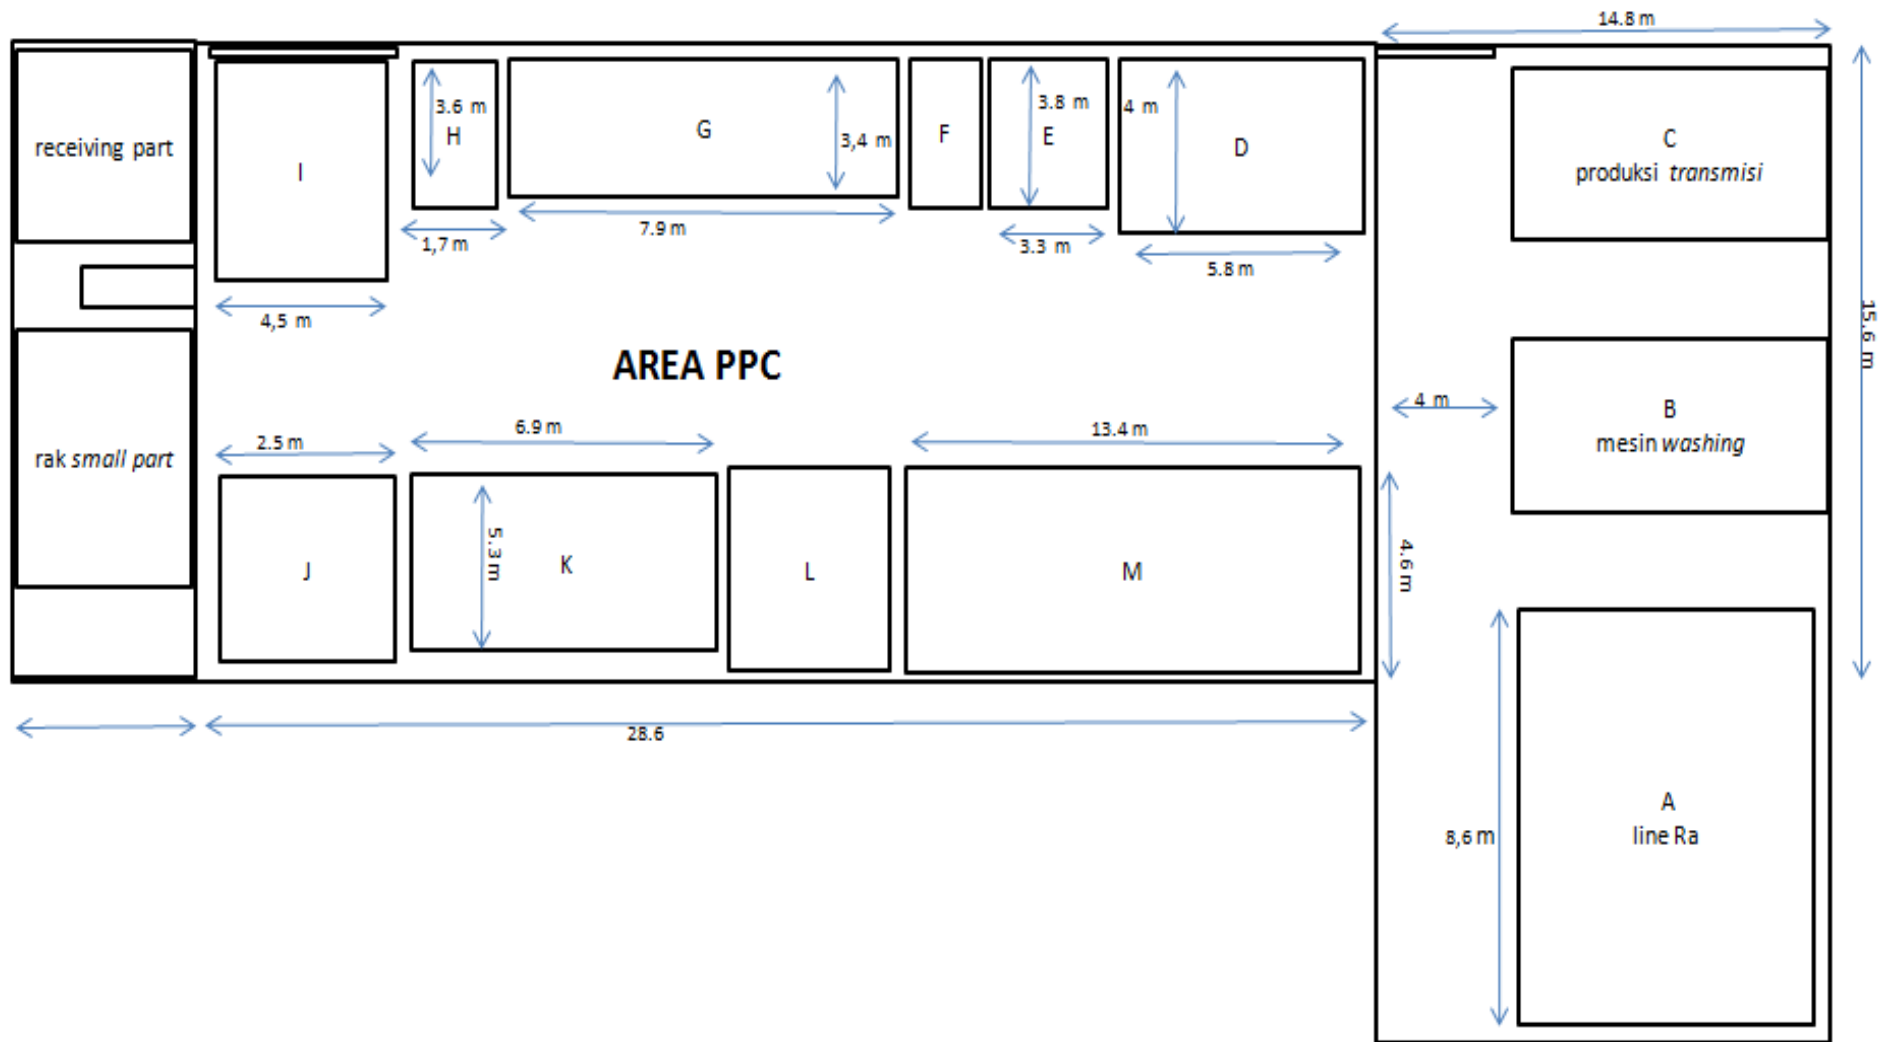 14.8 m
receiving part
3.6 m
H
G
3,4 m
F
3.8 m
E
4 m
D
C
produksi transmisi
I
1,7 m
7.9 m
3.3 m
5.8 m
4,5 m
15.6 m
AREA PPC
2.5 m
6.9 m
13.4 m
4 m
B
mesin washing
rak small part
J
5.3 m
K
L
M
4.6 m
28.6
A
line Ra
8,6 m